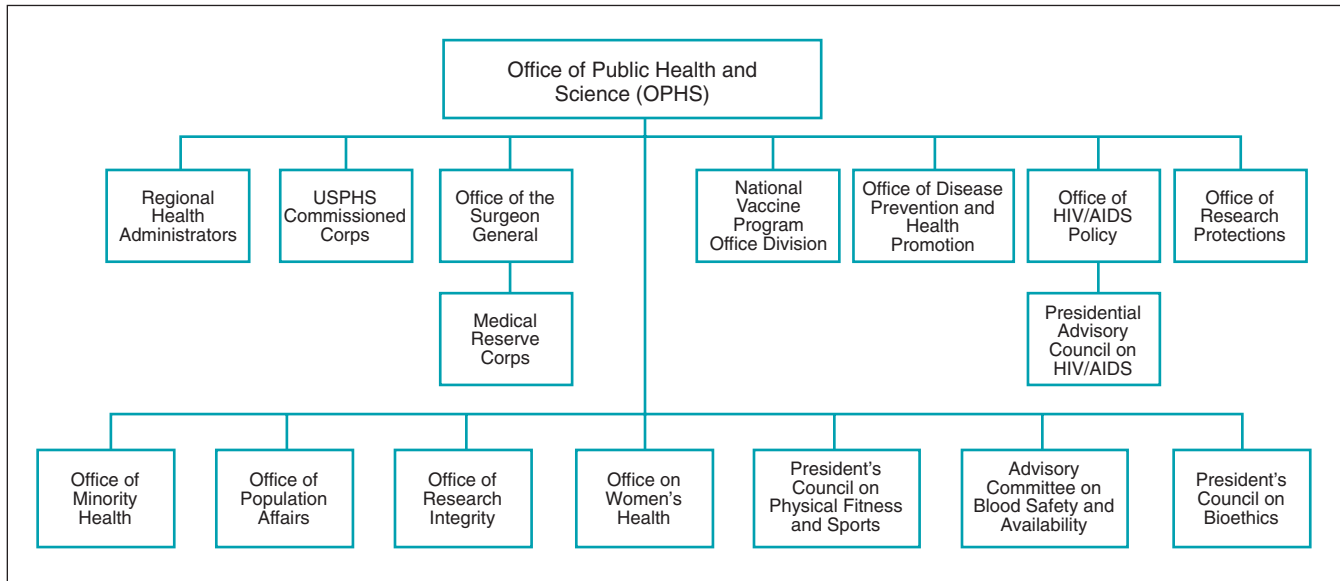 Office of Public Health and
Science (OPHS)
Regional
Health
Administrators
USPHS
Commissioned
Corps
Office of the
Surgeon
General
National
Vaccine
Program
Office Division
Office of Disease
Prevention and
Health
Promotion
Office of
HIV/AIDS
Policy
Office of
Research
Protections
Medical
Reserve
Corps
Presidential
Advisory
Council on
HIV/AIDS
Office of
Minority
Health
Office of
Population
Affairs
Office of
Research
Integrity
Office on
Women's
Health
President's
Council on
Physical Fitness
and Sports
Advisory
Committee on
Blood Safety and
Availability
President's
Council on
Bioethics